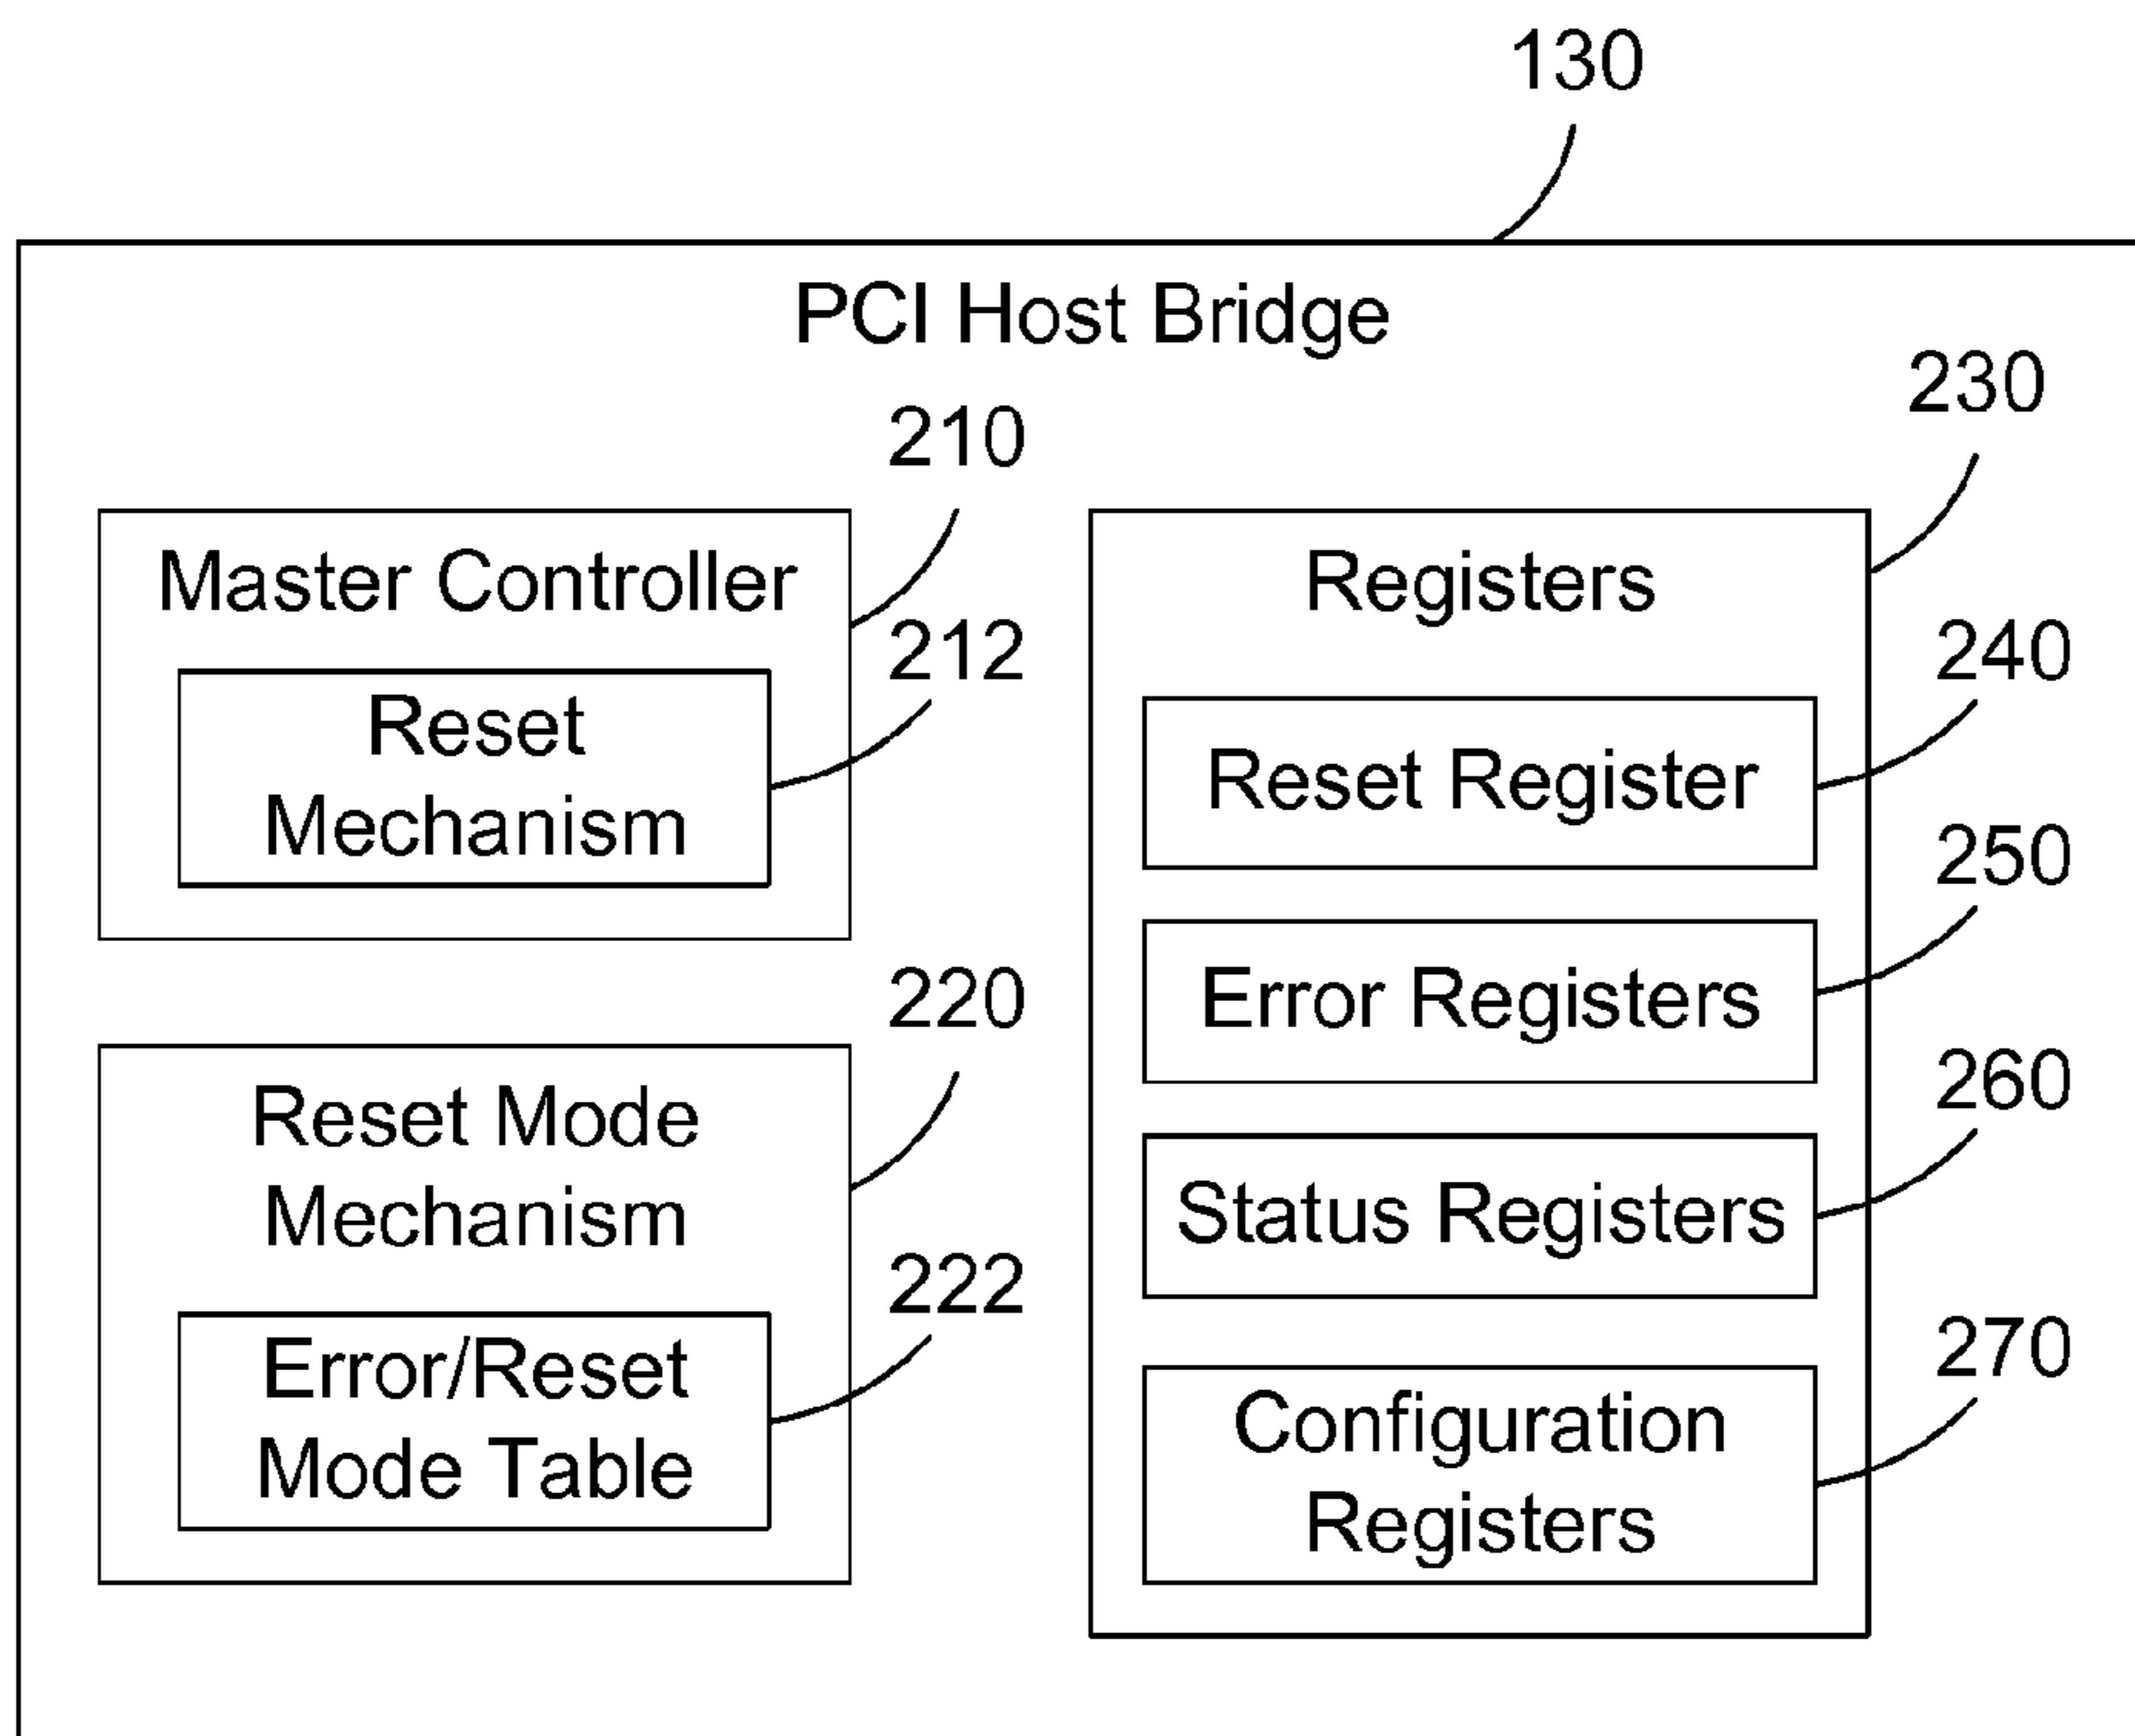 130
PCI Host Bridge
210
Master Controller
212
Reset
Mechanism
220
Reset Mode
Mechanism
222
Error/Reset
Mode Table
230
Registers
240
Reset Register
250
Error Registers
260
Status Registers
270
Configuration
Registers